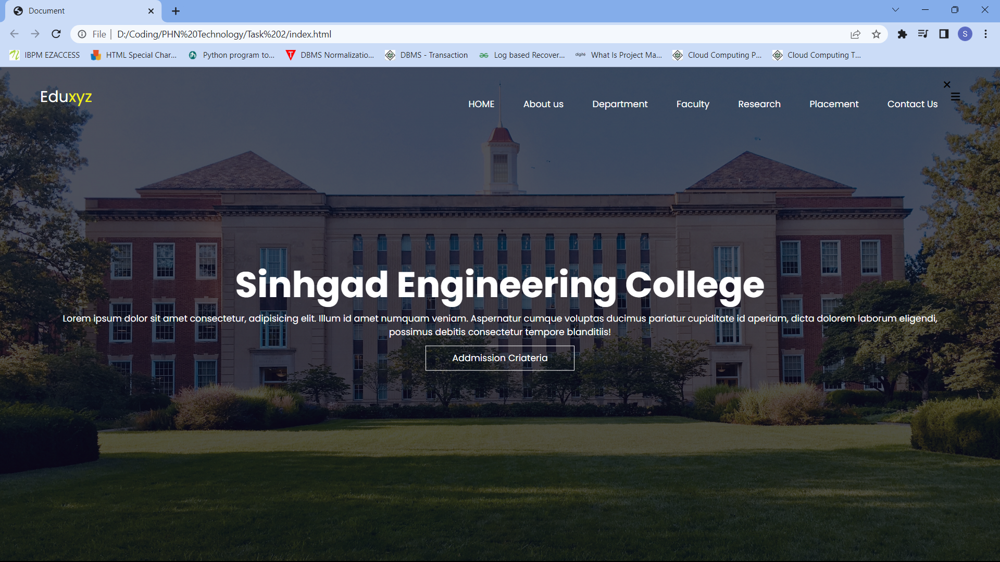 Document
File
D:/Coding/PHN%20Technology/Task%202/index.html
S
IBPM EZACCESS
HTML Special Char...
Python program to...
DBMS Normalizatio...
DBMS - Transaction
Log based Recover...
digité
What Is Project Ma...
Cloud Computing P...
Cloud Computing T...
Eduxyz
HOME
About us
Department
Faculty
Research
Placement
Contact Us
Sinhgad Engineering College
Lorem ipsum dolor sit amet consectetur, adipisicing elit. Illum id amet numquam veniam. Aspernatur cumque voluptas ducimus pariatur cupiditate id aperiam, dicta dolorem laborum eligendi,
possimus debitis consectetur tempore blanditiis!
Addmission Criateria